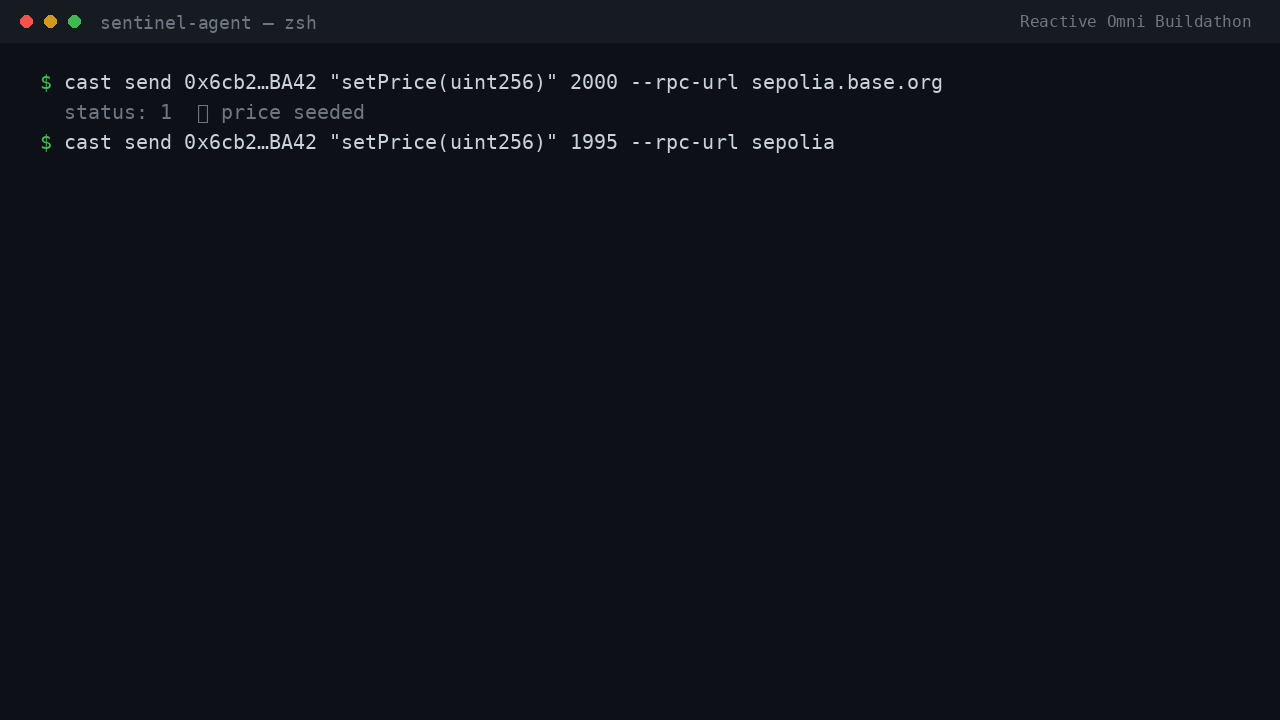 sentinel-agent — zsh
Reactive Omni Buildathon
$ cast send 0x6cb2…BA42 "setPrice(uint256)" 2000 --rpc-url sepolia.base.org
status: 1 ▯ price seeded
$ cast send 0x6cb2…BA42 "setPrice(uint256)" 1995 --rpc-url sepolia